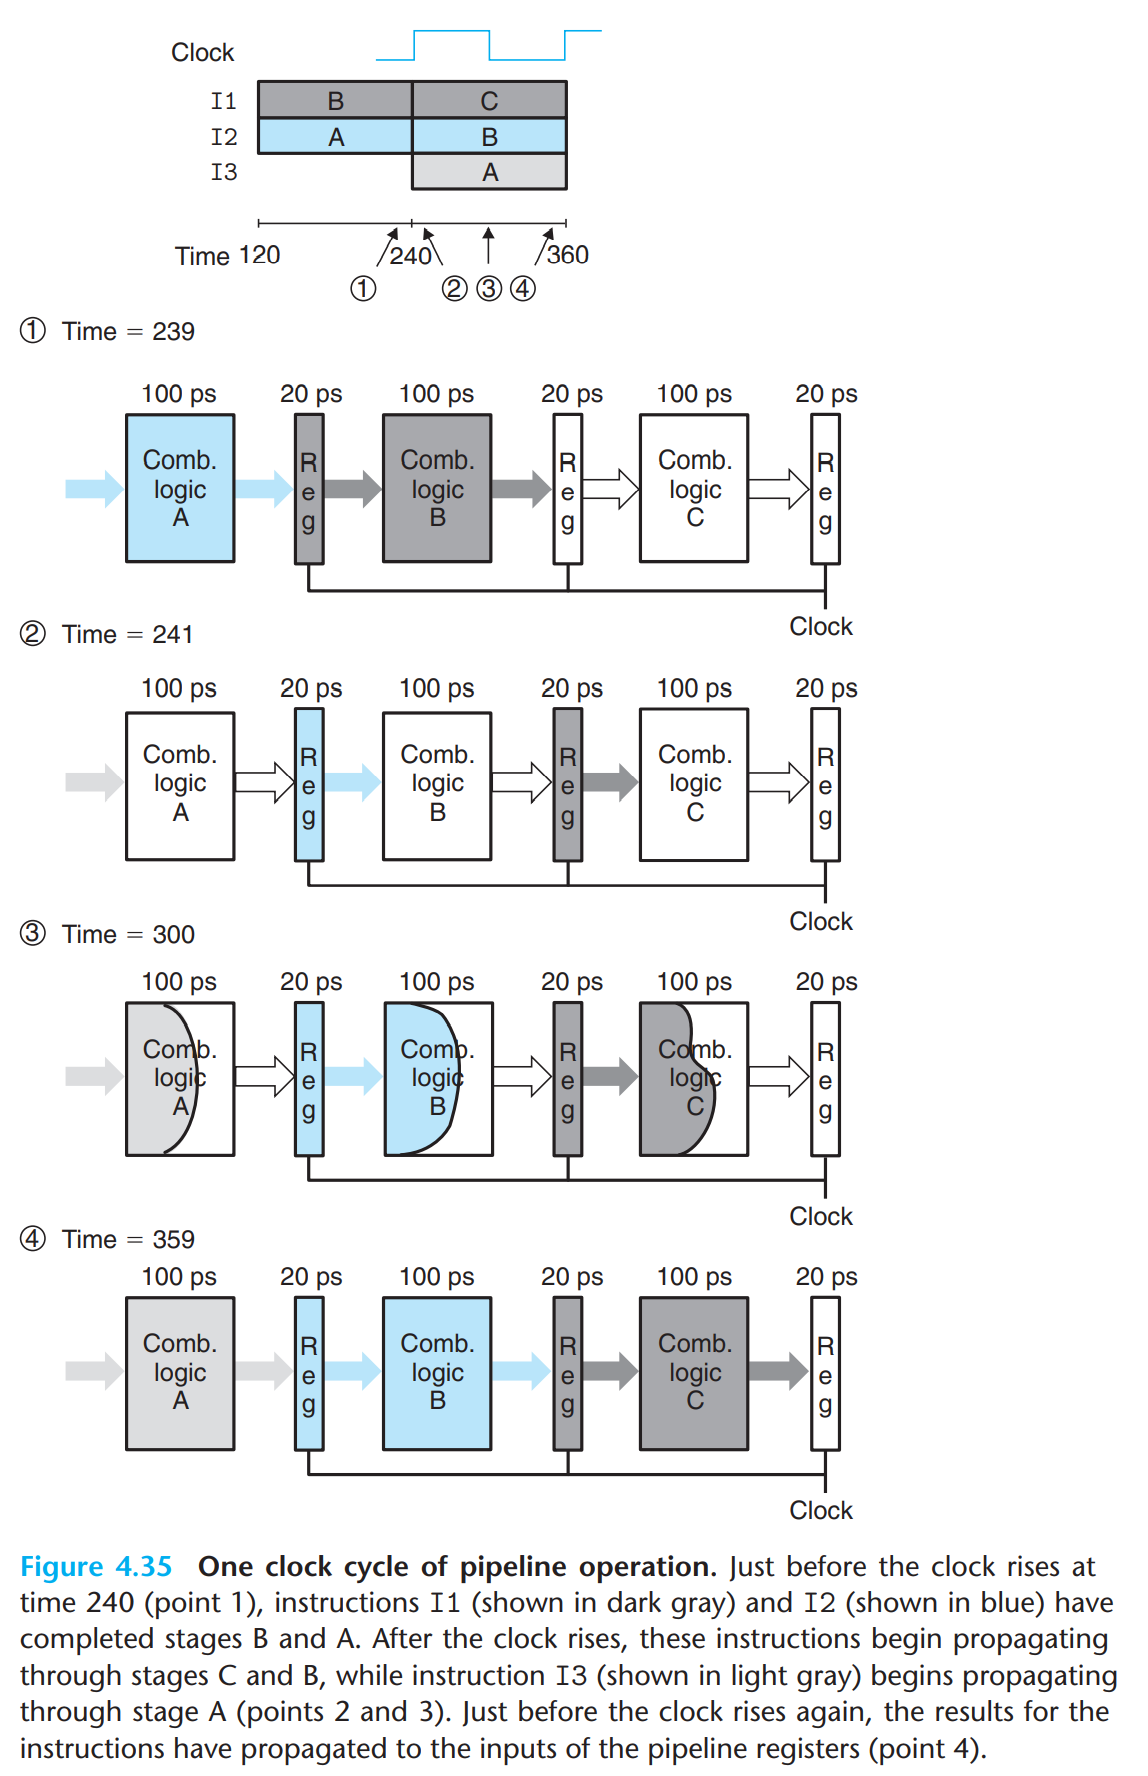 Clock
I1 B C
I2 A B
I3 A
Time 120 240 360
① ② ③ ④
① Time = 239
100 ps 20 ps 100 ps 20 ps 100 ps 20 ps
Comb. logic A Reg Comb. logic B Reg Comb. logic C Reg
Clock
② Time = 241
100 ps 20 ps 100 ps 20 ps 100 ps 20 ps
Comb. logic A Reg Comb. logic B Reg Comb. logic C Reg
Clock
③ Time = 300
100 ps 20 ps 100 ps 20 ps 100 ps 20 ps
Comb. logic A Reg Comb. logic B Reg Comb. logic C Reg
Clock
④ Time = 359
100 ps 20 ps 100 ps 20 ps 100 ps 20 ps
Comb. logic A Reg Comb. logic B Reg Comb. logic C Reg
Clock
Figure 4.35 One clock cycle of pipeline operation. Just before the clock rises at
time 240 (point 1), instructions I1 (shown in dark gray) and I2 (shown in blue) have
completed stages B and A. After the clock rises, these instructions begin propagating
through stages C and B, while instruction I3 (shown in light gray) begins propagating
through stage A (points 2 and 3). Just before the clock rises again, the results for the
instructions have propagated to the inputs of the pipeline registers (point 4).